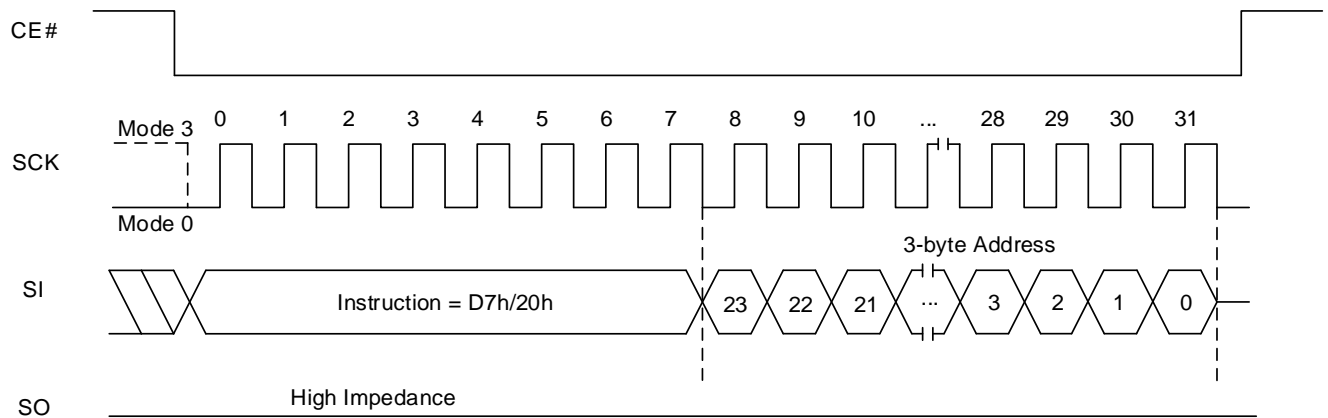 CE#
SCK
Mode 3
0 1 2 3 4 5 6 7 8 9 10 ... 28 29 30 31
Mode 0
SI
Instruction = D7h/20h
3-byte Address
23 22 21 ... 3 2 1 0
SO
High Impedance